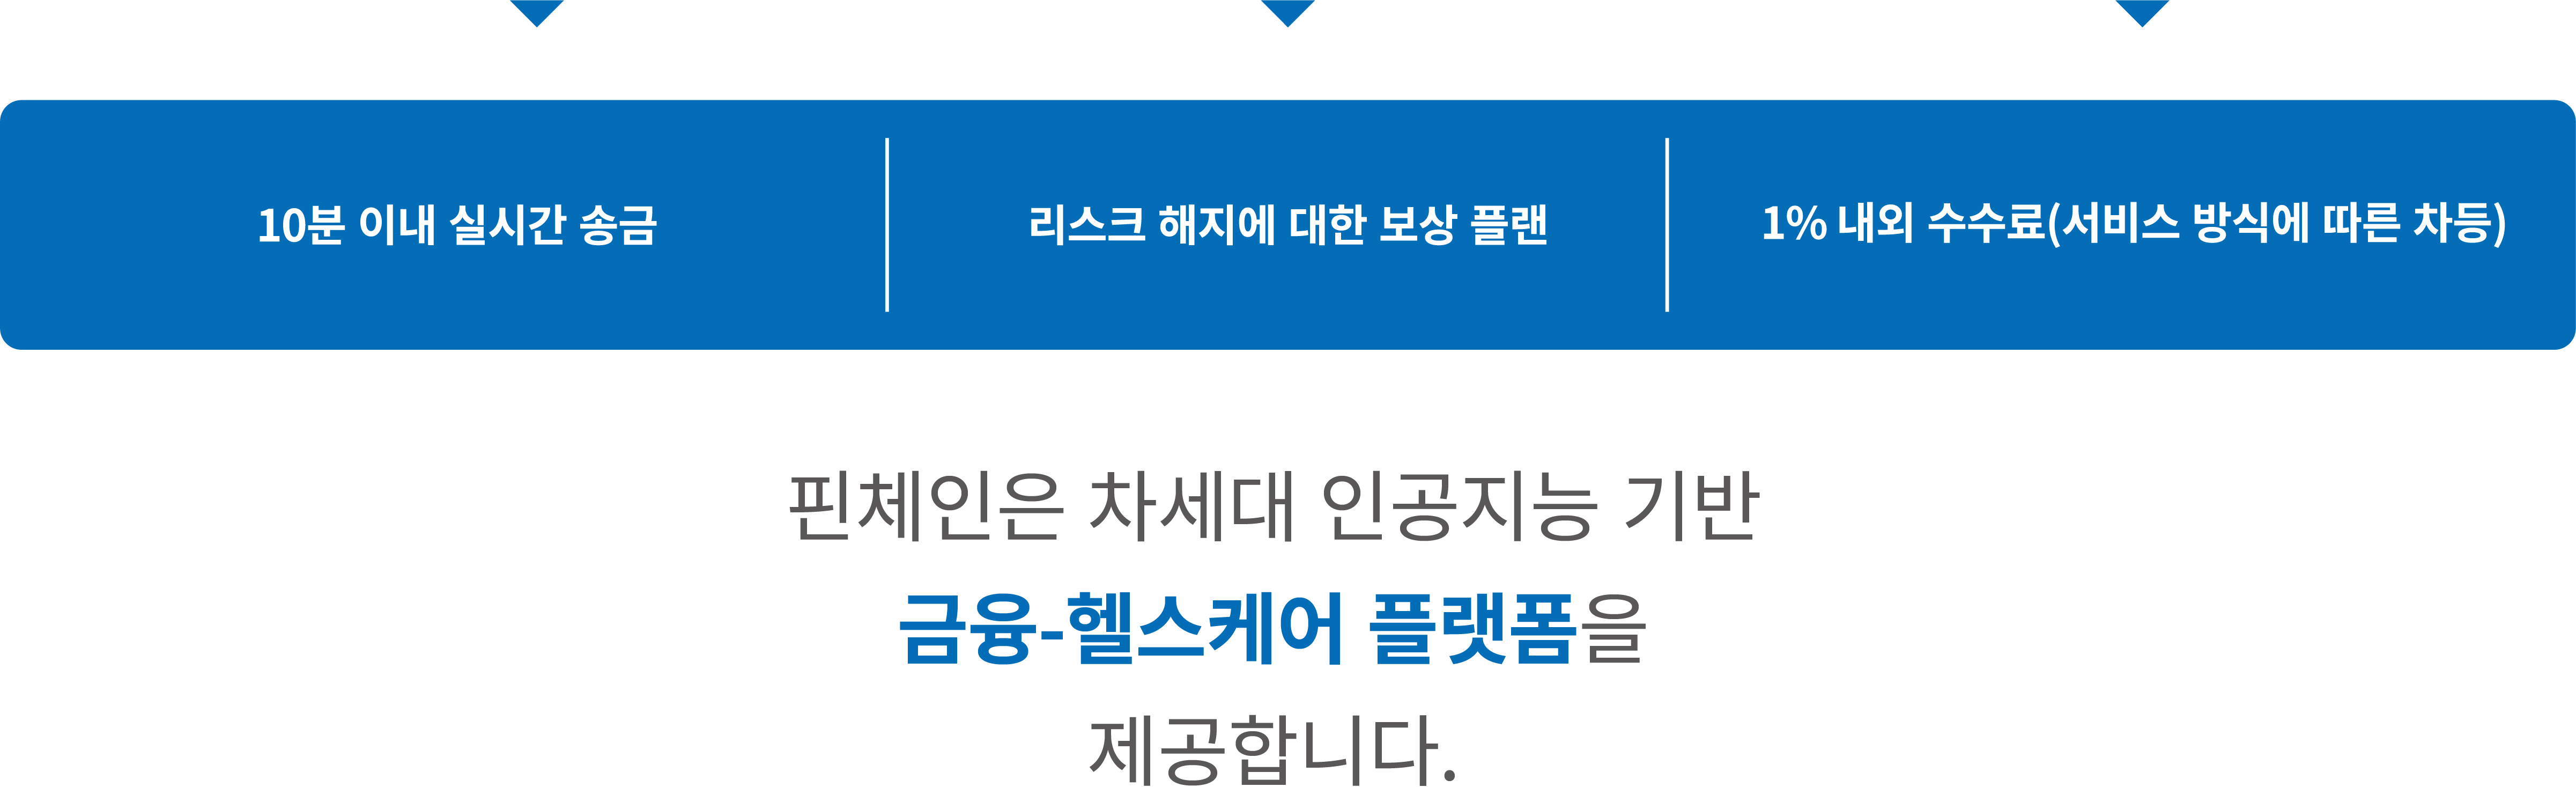 10분 이내 실시간 송금
리스크 해지에 대한 보상 플랜
1% 내외 수수료(서비스 방식에 따른 차등)
핀체인은 차세대 인공지능 기반
금융-헬스케어 플랫폼을
제공합니다.